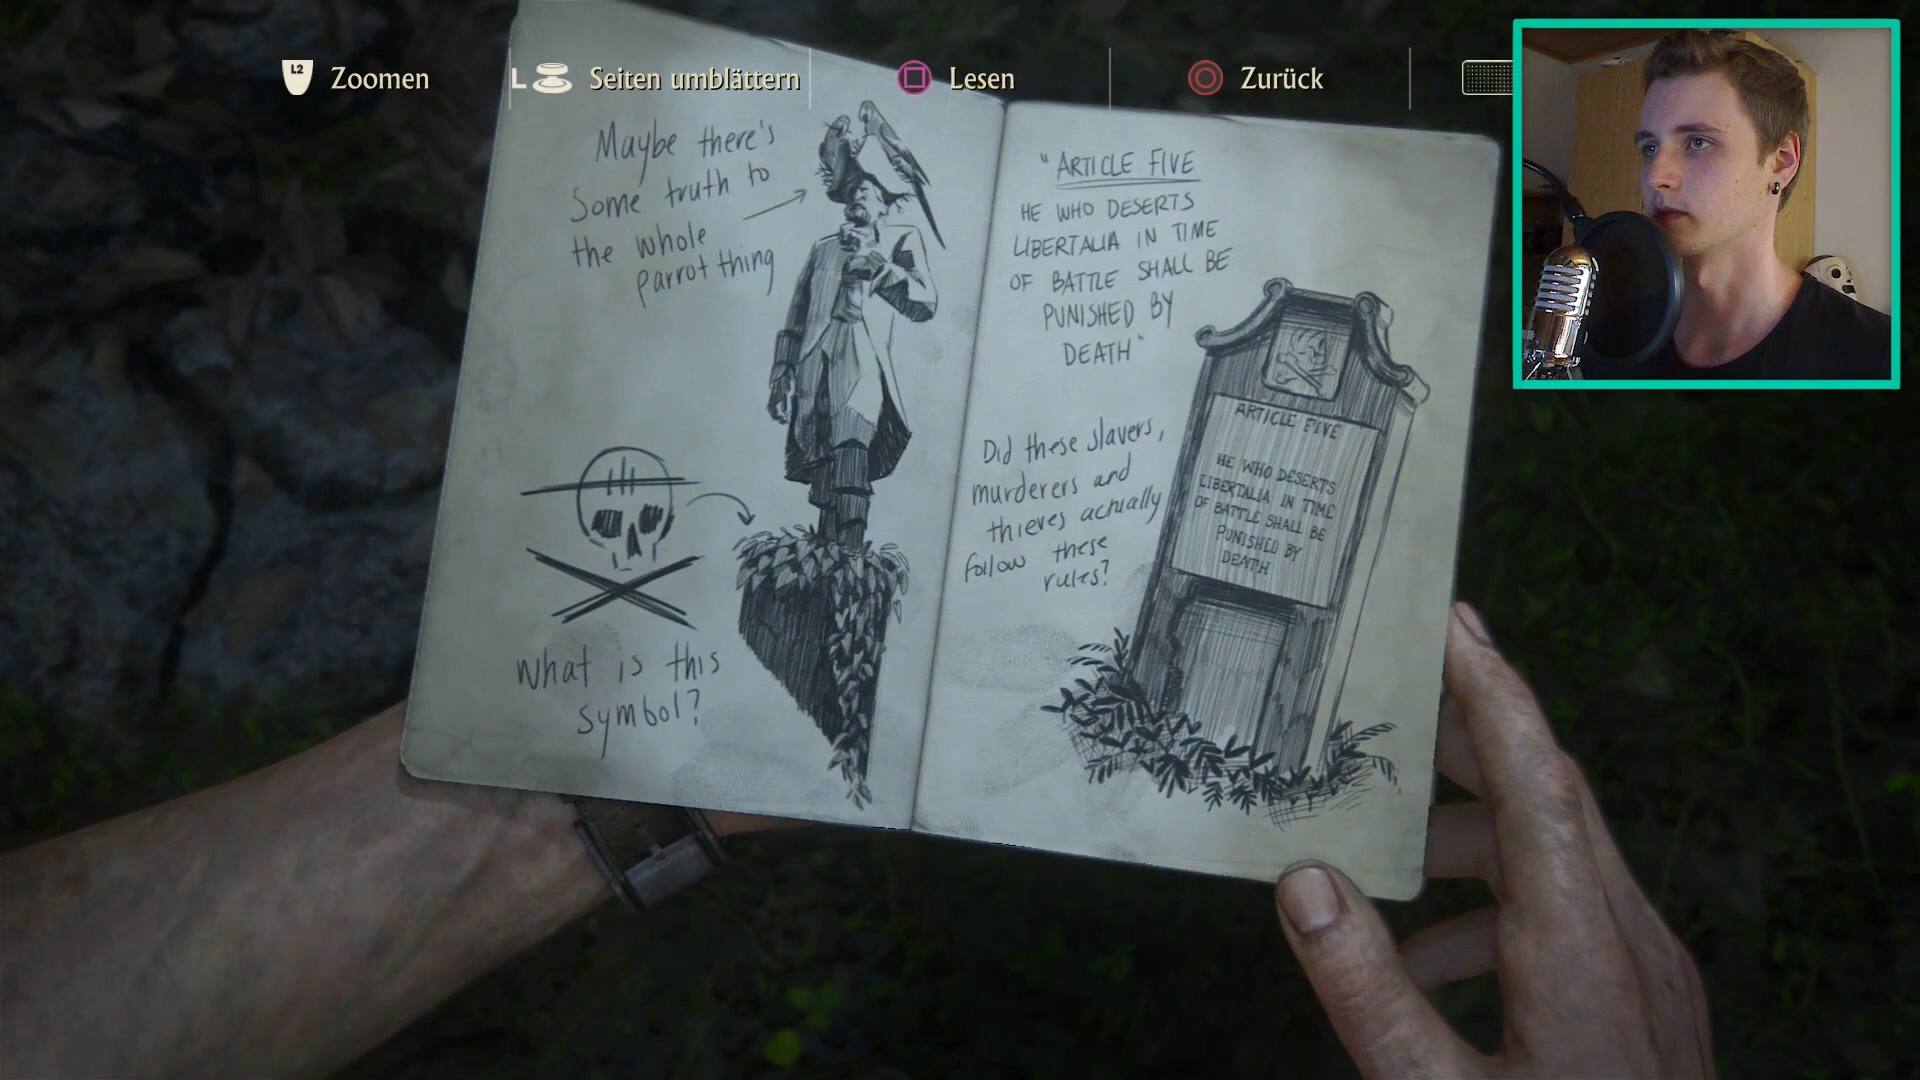 L2 Zoomen
L Seiten umblättern
Lesen
Zurück
Maybe there's
some truth to
the whole
parrot thing
What is this
symbol?
"ARTICLE FIVE
HE WHO DESERTS
LIBERTALIA IN TIME
OF BATTLE SHALL BE
PUNISHED BY
DEATH"
Did these slavers,
murderers and
thieves actually
follow these
rules?
ARTICLE FIVE
HE WHO DESERTS
LIBERTALIA IN TIME
OF BATTLE SHALL BE
PUNISHED BY
DEATH